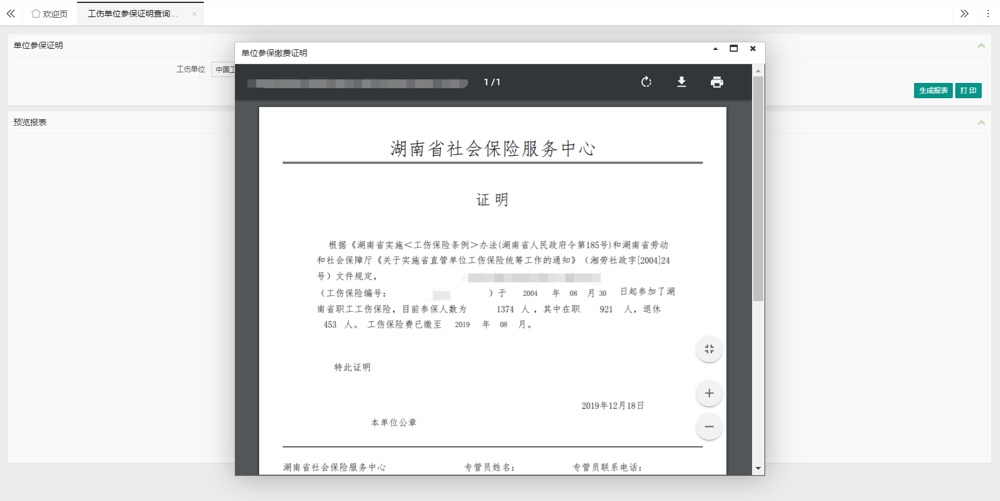 欢迎页
工伤单位参保证明查询...
单位参保证明
工伤单位
中国工
生成报表
打 印
预览报表
单位参保缴费证明
1 / 1
湖南省社会保险服务中心
证 明
根据《湖南省实施<工伤保险条例>办法(湖南省人民政府令第185号)和湖南省劳动
和社会保障厅《关于实施省直管单位工伤保险统筹工作的通知》（湘劳社政字[2004]24
号）文件规定，
（工伤保险编号： ）于 2004 年 08 月 30 日起参加了湖
南省职工工伤保险，目前参保人数为 1374 人 ，其中在职 921 人，退休
453 人。 工伤保险费已缴至 2019 年 08 月。
特此证明
2019年12月18日
本单位公章
湖南省社会保险服务中心 专管员姓名： 专管员联系电话：